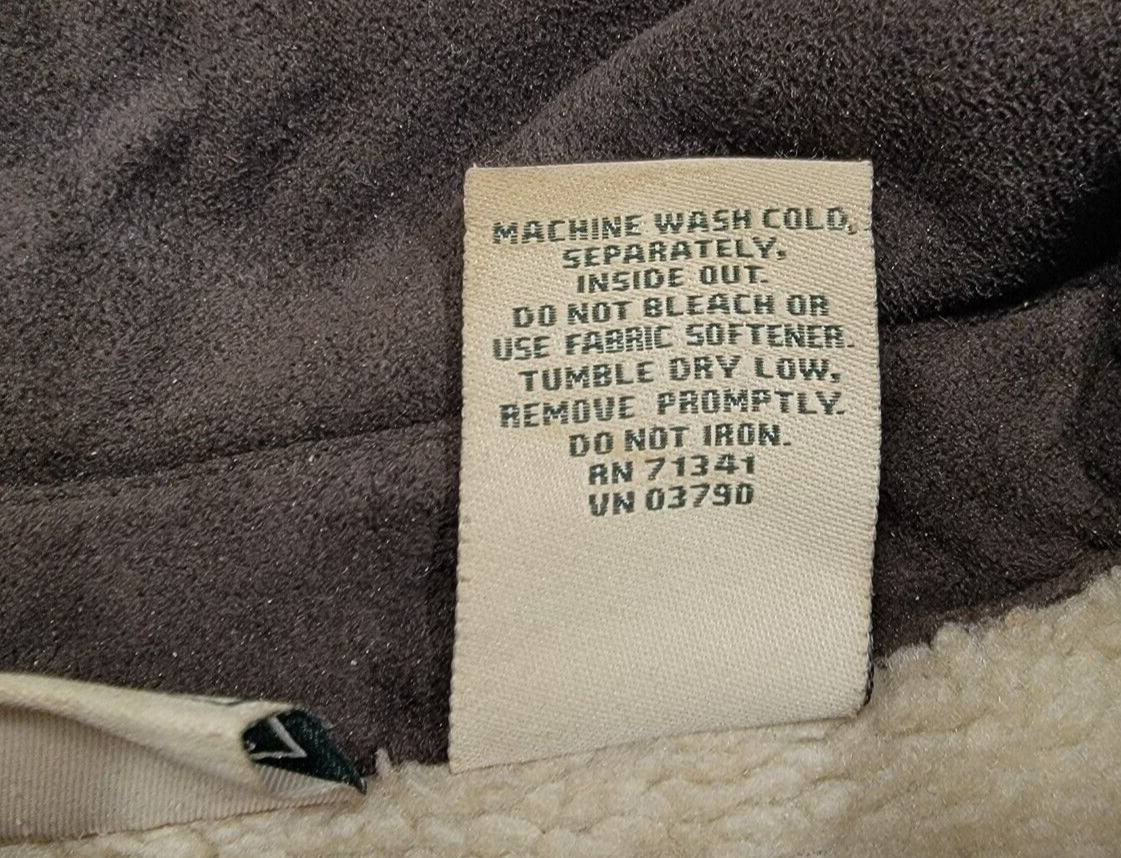 MACHINE WASH COLD,
SEPARATELY,
INSIDE OUT.
DO NOT BLEACH OR
USE FABRIC SOFTENER.
TUMBLE DRY LOW,
REMOVE PROMPTLY.
DO NOT IRON.
RN 71341
VN 03790